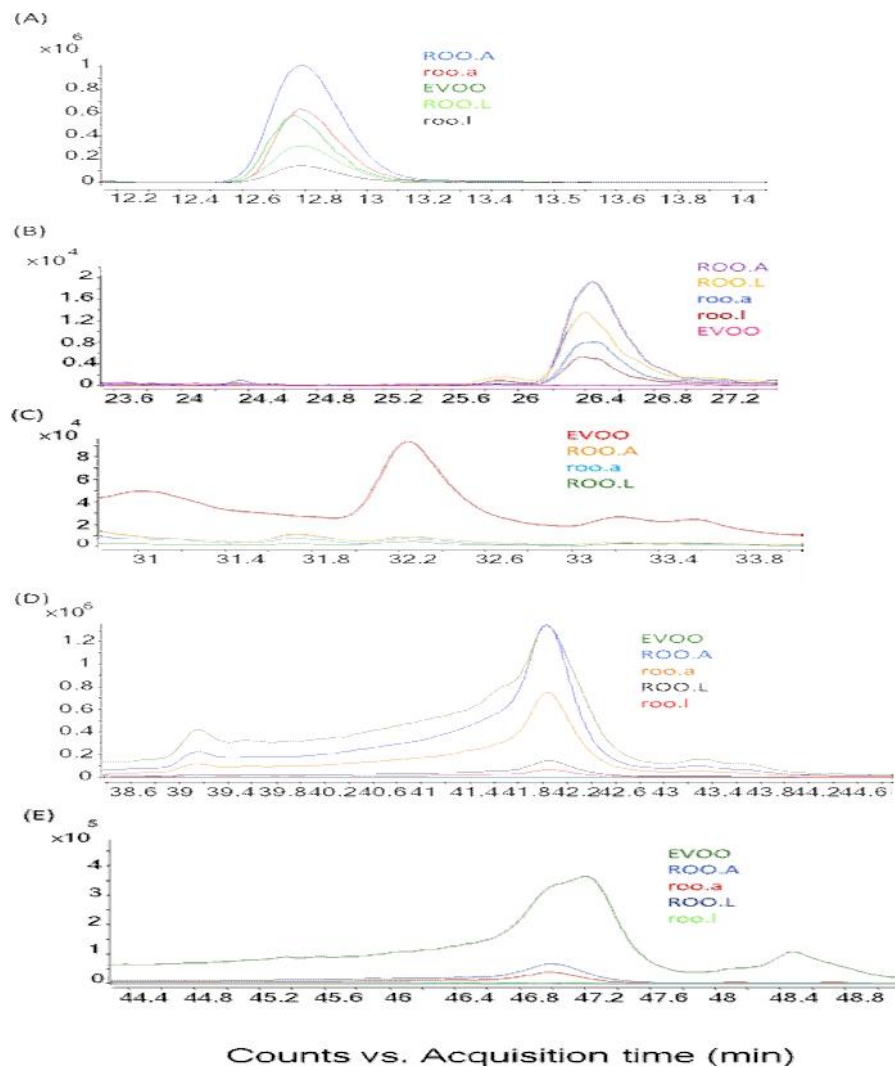 (A)
×10 6
ROO.A
roo.a
EVOO
ROO.L
roo.l
1
0.8
0.6
0.4
0.2
0
12.2 12.4 12.6 12.8 13 13.2 13.4 13.5 13.6 13.8 14
(B)
×10 4
ROO.A
ROO.L
roo.a
roo.l
EVOO
2
1.6
1.2
0.8
0.4
0
23.6 24 24.4 24.8 25.2 25.6 26 26.4 26.8 27.2
(C)
×10 4
EVOO
ROO.A
roo.a
ROO.L
8
6
4
2
0
31 31.4 31.8 32.2 32.6 33 33.4 33.8
(D)
×10 6
EVOO
ROO.A
roo.a
ROO.L
roo.l
1.2
1
0.8
0.6
0.4
0.2
0
38.6 39 39.4 39.8 40.2 40.6 41 41.4 41.8 42.2 42.6 43 43.4 43.8 44.2 44.6
(E)
×10 5
EVOO
ROO.A
roo.a
ROO.L
roo.l
4
3
2
1
0
44.4 44.8 45.2 45.6 46 46.4 46.8 47.2 47.6 48 48.4 48.8
Counts vs. Acquisition time (min)